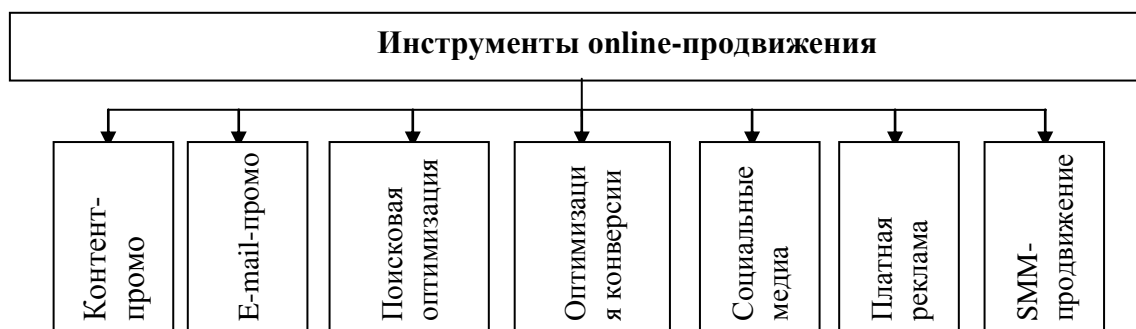 Инструменты online-продвижения
Контент-
промо
E-mail-промо
Поисковая
оптимизация
Оптимизаци
я конверсии
Социальные
медиа
Платная
реклама
SMM-
продвижение